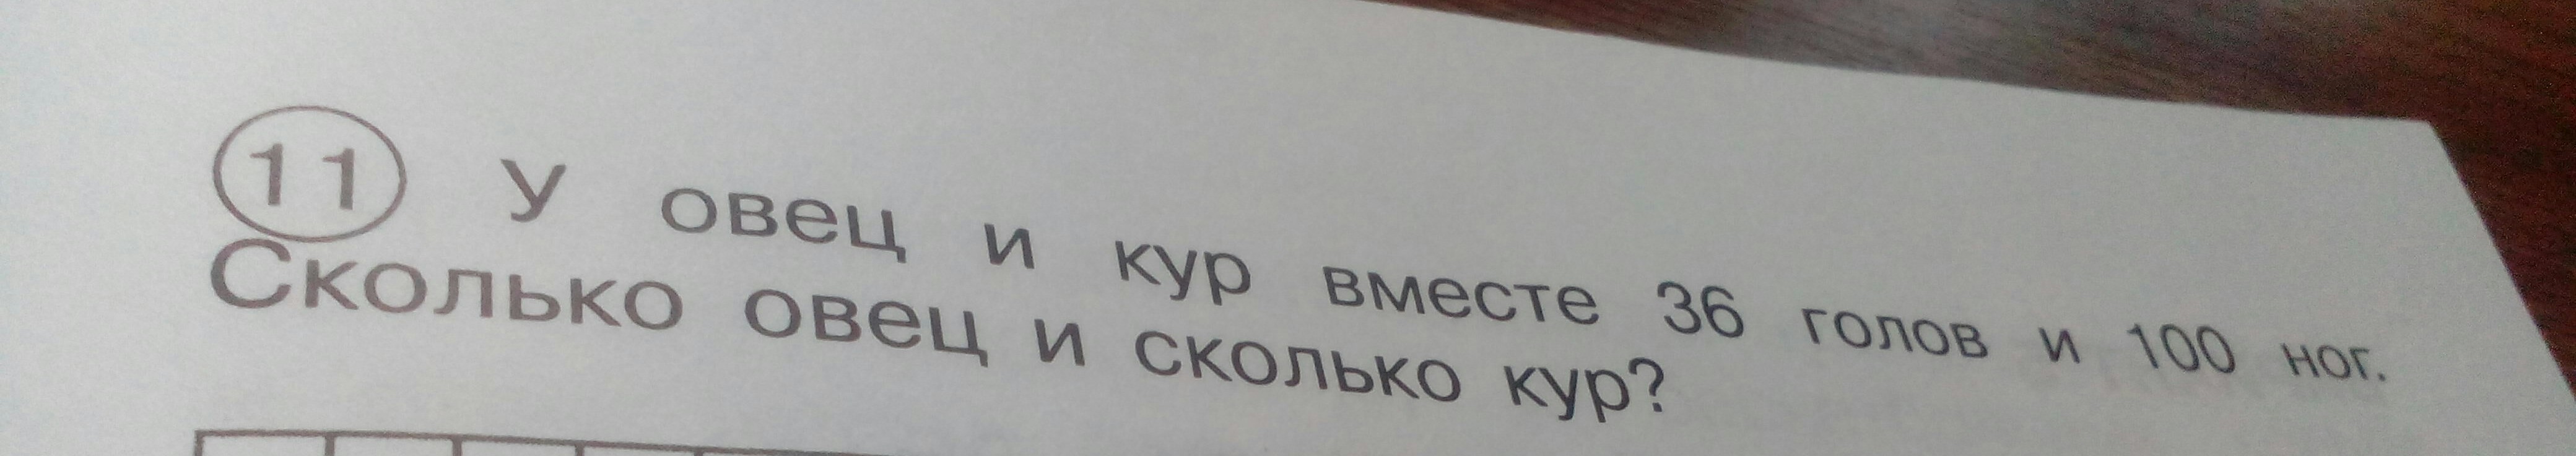 11 У овец и кур вместе 36 голов и 100 ног.
Сколько овец и сколько кур?